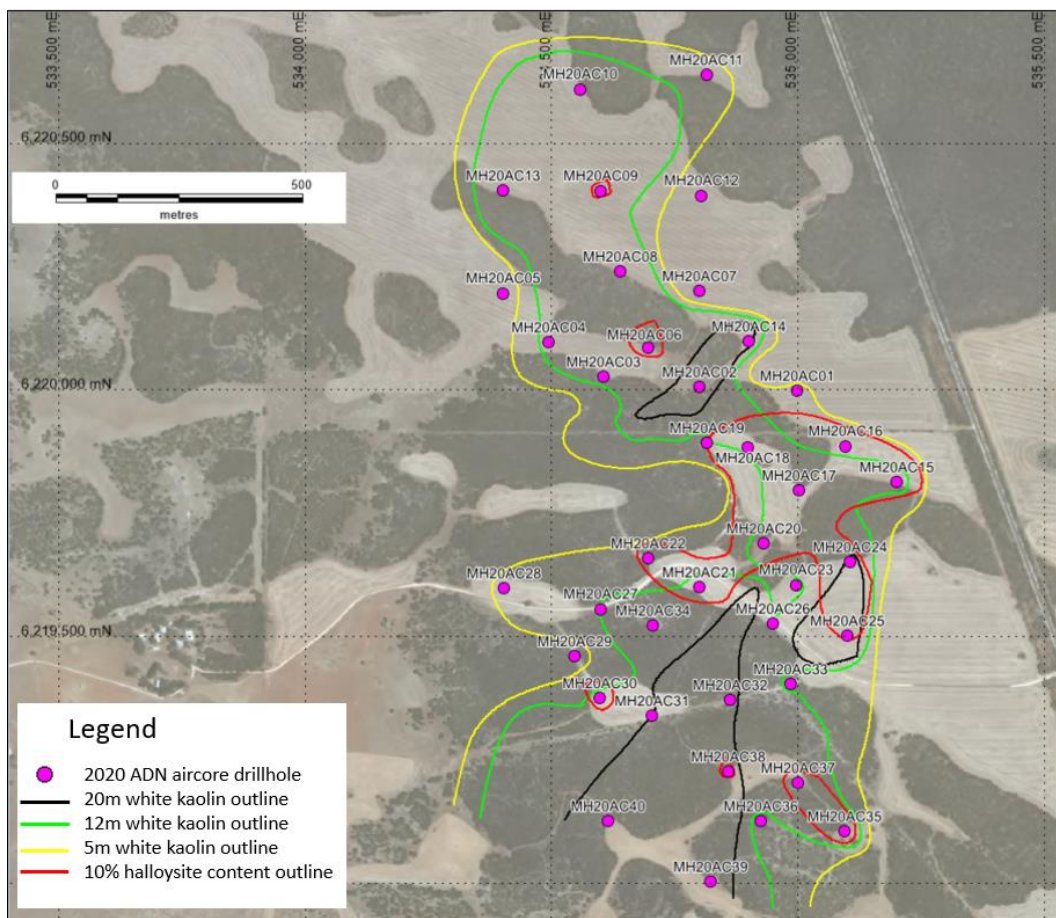 533,500 mE
534,000 mE
534,500 mE
535,000 mE
535,500 mE
MH20AC11
MH20AC10
6,220,500 mN
0 500
metres
MH20AC13
MH20AC09
MH20AC12
MH20AC08
MH20AC05
MH20AC07
MH20AC04
MH20AC06
MH20AC14
MH20AC03
MH20AC02
6,220,000 mN
MH20AC01
MH20AC19
MH20AC18
MH20AC16
MH20AC15
MH20AC17
MH20AC20
MH20AC22
MH20AC24
MH20AC28
MH20AC21
MH20AC23
MH20AC27
MH20AC34
MH20AC26
MH20AC25
6,219,500 mN
MH20AC29
MH20AC33
MH20AC30
MH20AC32
MH20AC31
MH20AC38
MH20AC37
MH20AC40
MH20AC36
MH20AC35
MH20AC39
Legend
2020 ADN aircore drillhole
20m white kaolin outline
12m white kaolin outline
5m white kaolin outline
10% halloysite content outline